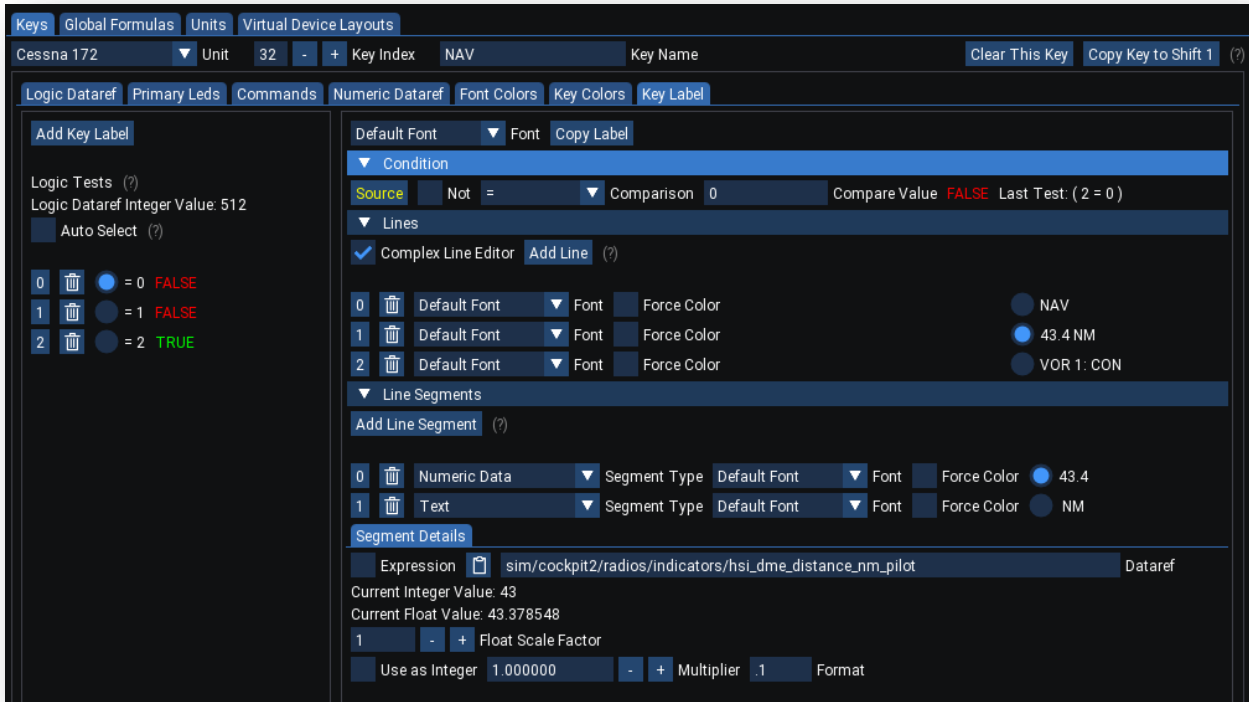 Keys Global Formulas Units Virtual Device Layouts
Cessna 172 Unit 32 - + Key Index NAV Key Name Clear This Key Copy Key to Shift 1 (?)
Logic Dataref Primary Leds Commands Numeric Dataref Font Colors Key Colors Key Label
Add Key Label
Logic Tests (?)
Logic Dataref Integer Value: 512
Auto Select (?)
0 = 0 FALSE
1 = 1 FALSE
2 = 2 TRUE
Default Font Font Copy Label
Condition
Source Not = Comparison 0 Compare Value FALSE Last Test: ( 2 = 0 )
Lines
Complex Line Editor Add Line (?)
0 Default Font Font Force Color NAV
1 Default Font Font Force Color 43.4 NM
2 Default Font Font Force Color VOR 1: CON
Line Segments
Add Line Segment (?)
0 Numeric Data Segment Type Default Font Font Force Color 43.4
1 Text Segment Type Default Font Font Force Color NM
Segment Details
Expression sim/cockpit2/radios/indicators/hsi_dme_distance_nm_pilot Dataref
Current Integer Value: 43
Current Float Value: 43.378548
1 - + Float Scale Factor
Use as Integer 1.000000 - + Multiplier .1 Format